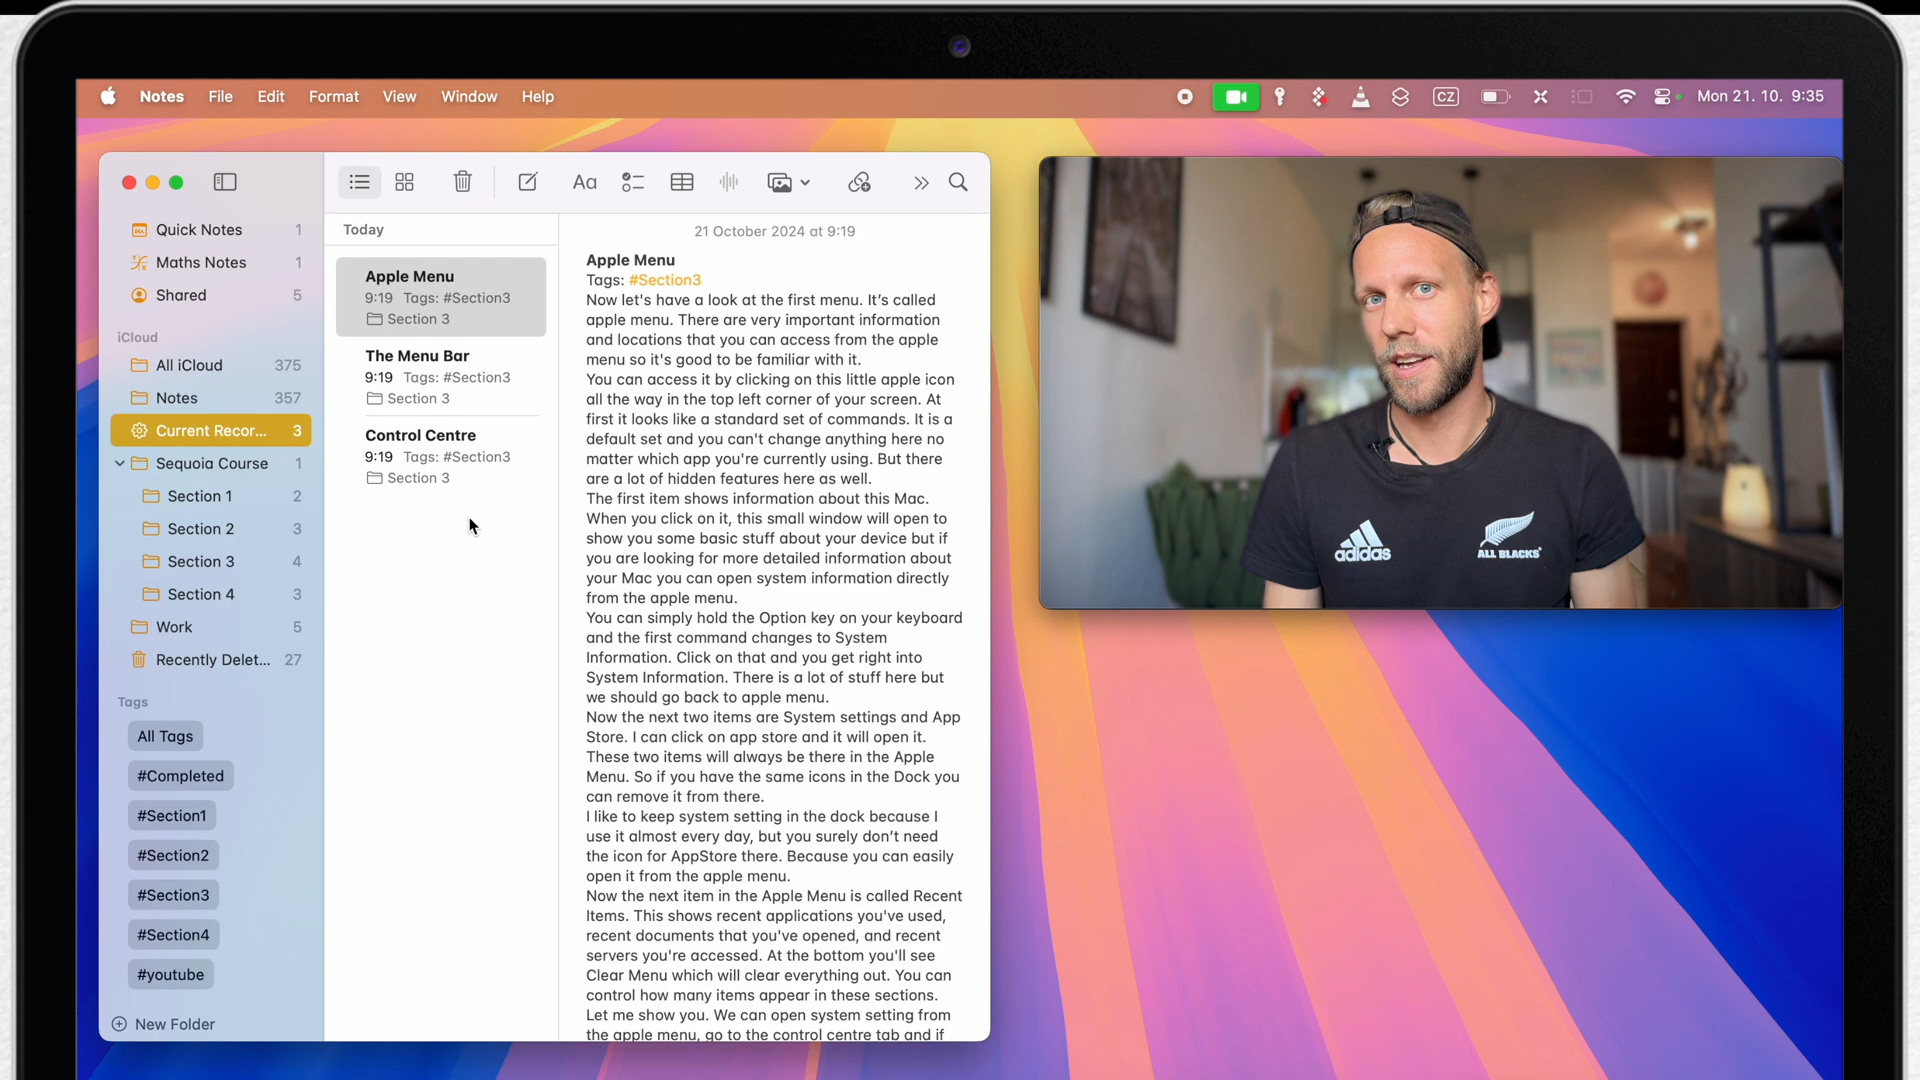 Notes File Edit Format View Window Help
CZ Mon 21. 10. 9:35
Quick Notes 1
Maths Notes 1
Shared 5
iCloud
All iCloud 375
Notes 357
Current Recor... 3
Sequoia Course 1
Section 1 2
Section 2 3
Section 3 4
Section 4 3
Work 5
Recently Delet... 27
Tags
All Tags
#Completed
#Section1
#Section2
#Section3
#Section4
#youtube
New Folder
Aa
Today
Apple Menu
9:19 Tags: #Section3
Section 3
The Menu Bar
9:19 Tags: #Section3
Section 3
Control Centre
9:19 Tags: #Section3
Section 3
21 October 2024 at 9:19
Apple Menu
Tags: #Section3
Now let's have a look at the first menu. It’s called
apple menu. There are very important information
and locations that you can access from the apple
menu so it's good to be familiar with it.
You can access it by clicking on this little apple icon
all the way in the top left corner of your screen. At
first it looks like a standard set of commands. It is a
default set and you can't change anything here no
matter which app you're currently using. But there
are a lot of hidden features here as well.
The first item shows information about this Mac.
When you click on it, this small window will open to
show you some basic stuff about your device but if
you are looking for more detailed information about
your Mac you can open system information directly
from the apple menu.
You can simply hold the Option key on your keyboard
and the first command changes to System
Information. Click on that and you get right into
System Information. There is a lot of stuff here but
we should go back to apple menu.
Now the next two items are System settings and App
Store. I can click on app store and it will open it.
These two items will always be there in the Apple
Menu. So if you have the same icons in the Dock you
can remove it from there.
I like to keep system setting in the dock because I
use it almost every day, but you surely don’t need
the icon for AppStore there. Because you can easily
open it from the apple menu.
Now the next item in the Apple Menu is called Recent
Items. This shows recent applications you've used,
recent documents that you've opened, and recent
servers you're accessed. At the bottom you'll see
Clear Menu which will clear everything out. You can
control how many items appear in these sections.
Let me show you. We can open system setting from
the apple menu, go to the control centre tab and if
adidas
ALL BLACKS